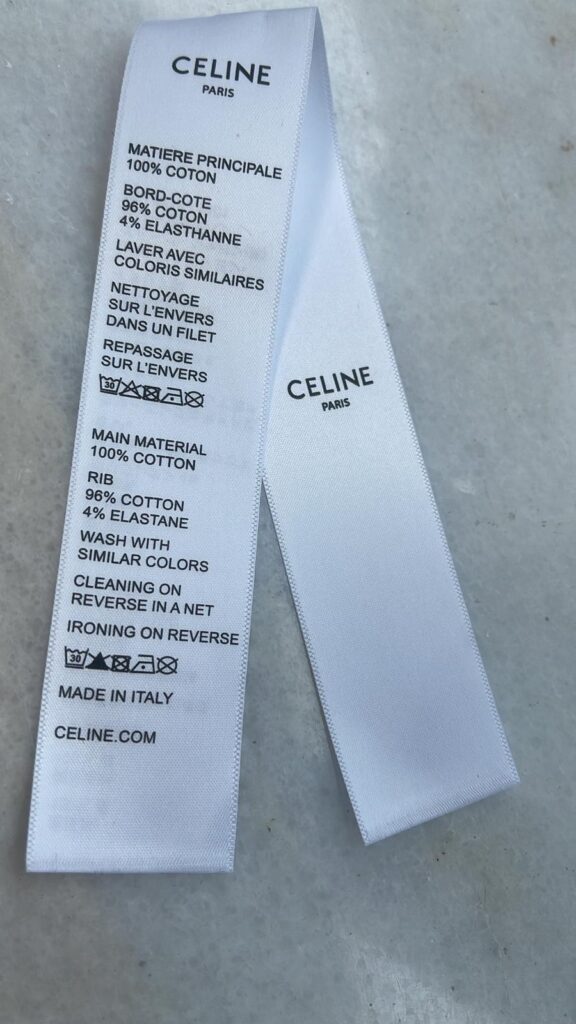 CELINE
PARIS
MATIERE PRINCIPALE
100% COTON
BORD-COTE
96% COTON
4% ELASTHANNE
LAVER AVEC
COLORIS SIMILAIRES
NETTOYAGE
SUR L'ENVERS
DANS UN FILET
REPASSAGE
SUR L'ENVERS
30
MAIN MATERIAL
100% COTTON
RIB
96% COTTON
4% ELASTANE
WASH WITH
SIMILAR COLORS
CLEANING ON
REVERSE IN A NET
IRONING ON REVERSE
30
MADE IN ITALY
CELINE.COM
CELINE
PARIS